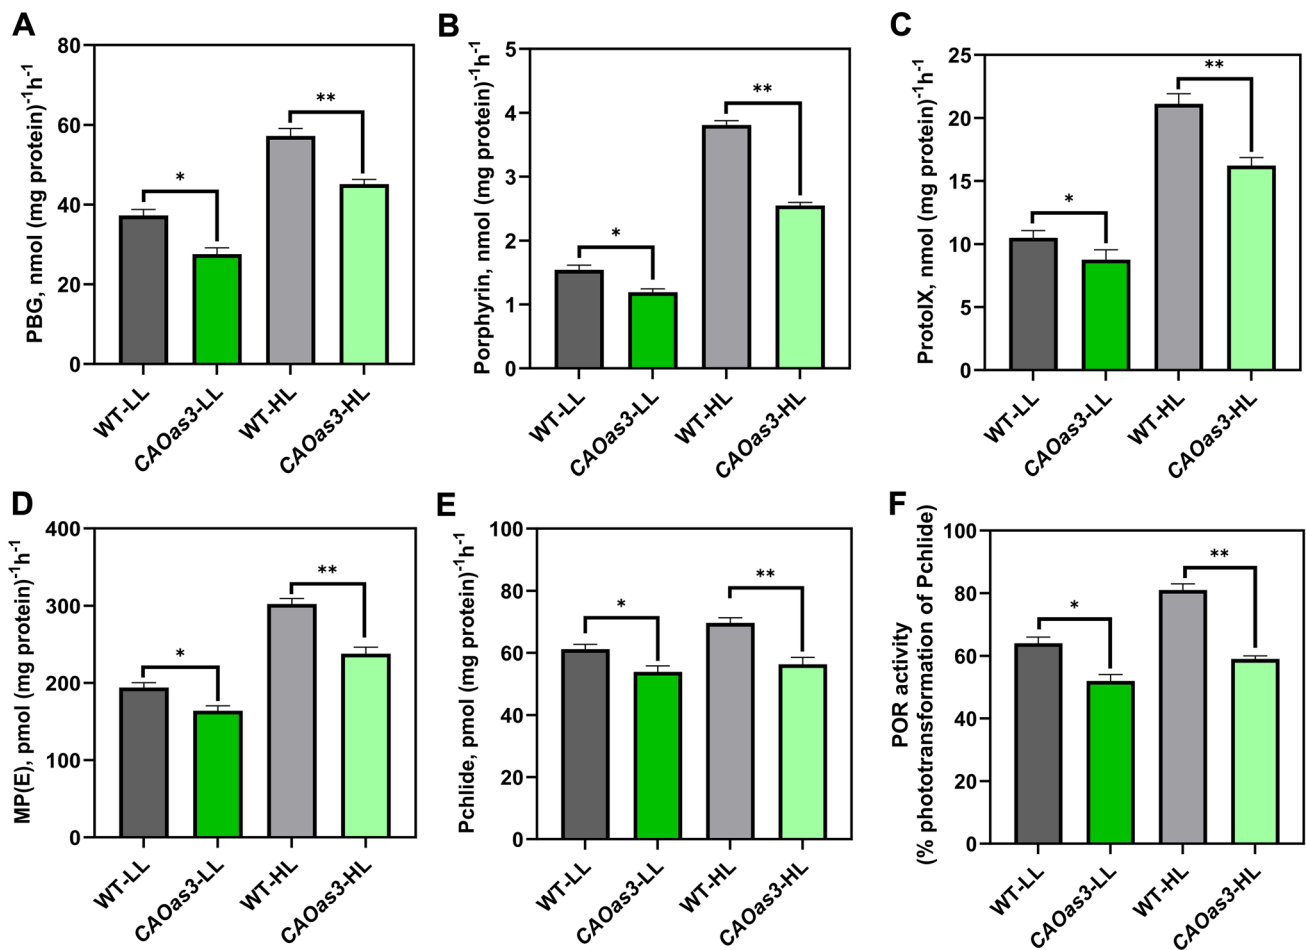 A
PBG, nmol (mg protein)⁻¹h⁻¹
80
60
40
20
0
*
**
WT-LL
CAOas3-LL
WT-HL
CAOas3-HL
B
Porphyrin, nmol (mg protein)⁻¹h⁻¹
5
4
3
2
1
0
*
**
WT-LL
CAOas3-LL
WT-HL
CAOas3-HL
C
ProtoIX, nmol (mg protein)⁻¹h⁻¹
25
20
15
10
5
0
*
**
WT-LL
CAOas3-LL
WT-HL
CAOas3-HL
D
MP(E), pmol (mg protein)⁻¹h⁻¹
400
300
200
100
0
*
**
WT-LL
CAOas3-LL
WT-HL
CAOas3-HL
E
Pchlide, pmol (mg protein)⁻¹h⁻¹
100
80
60
40
20
0
*
**
WT-LL
CAOas3-LL
WT-HL
CAOas3-HL
F
POR activity
(% phototransformation of Pchlide)
100
80
60
40
20
0
*
**
WT-LL
CAOas3-LL
WT-HL
CAOas3-HL